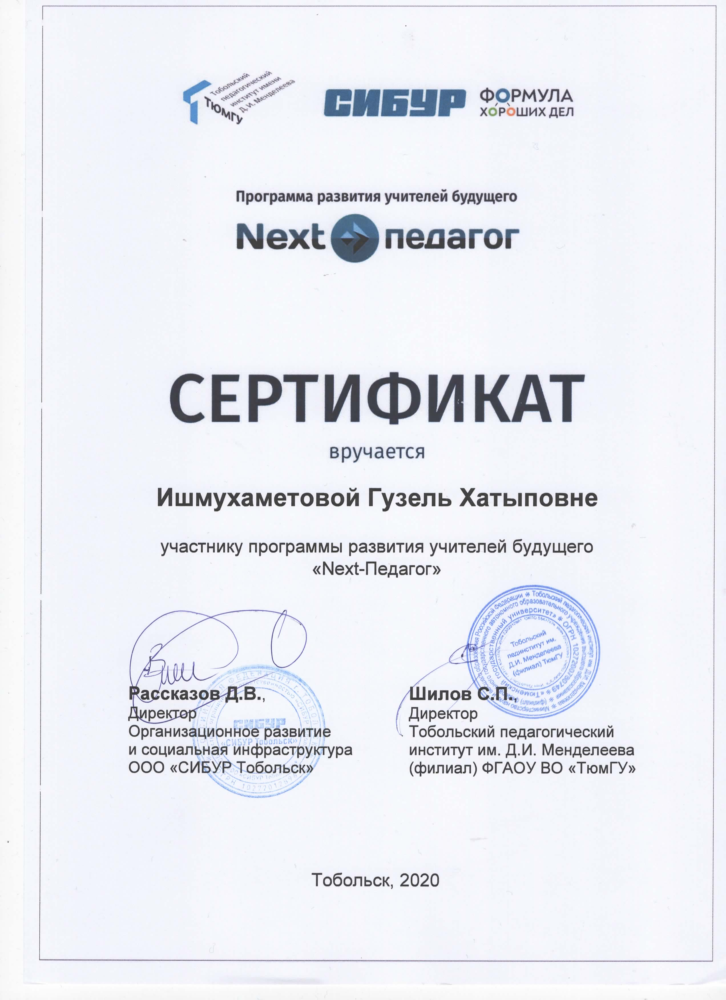 Тобольский
педагогический
институт имени
Д.И. Менделеева
ТЮМГУ
СИБУР
ФОРМУЛА
ХОРОШИХ ДЕЛ
Программа развития учителей будущего
Next педагог
СЕРТИФИКАТ
вручается
Ишмухаметовой Гузель Хатыповне
участнику программы развития учителей будущего
«Next-Педагог»
Тобольский
пединститут им.
Д.И. Менделеева
(филиал) ТюмГУ
Рассказов Д.В.,
Директор
Организационное развитие
и социальная инфраструктура
ООО «СИБУР Тобольск»
СИБУР
«СИБУР Тобольск»
Шилов С.П.,
Директор
Тобольский педагогический
институт им. Д.И. Менделеева
(филиал) ФГАОУ ВО «ТюмГУ»
Тобольск, 2020